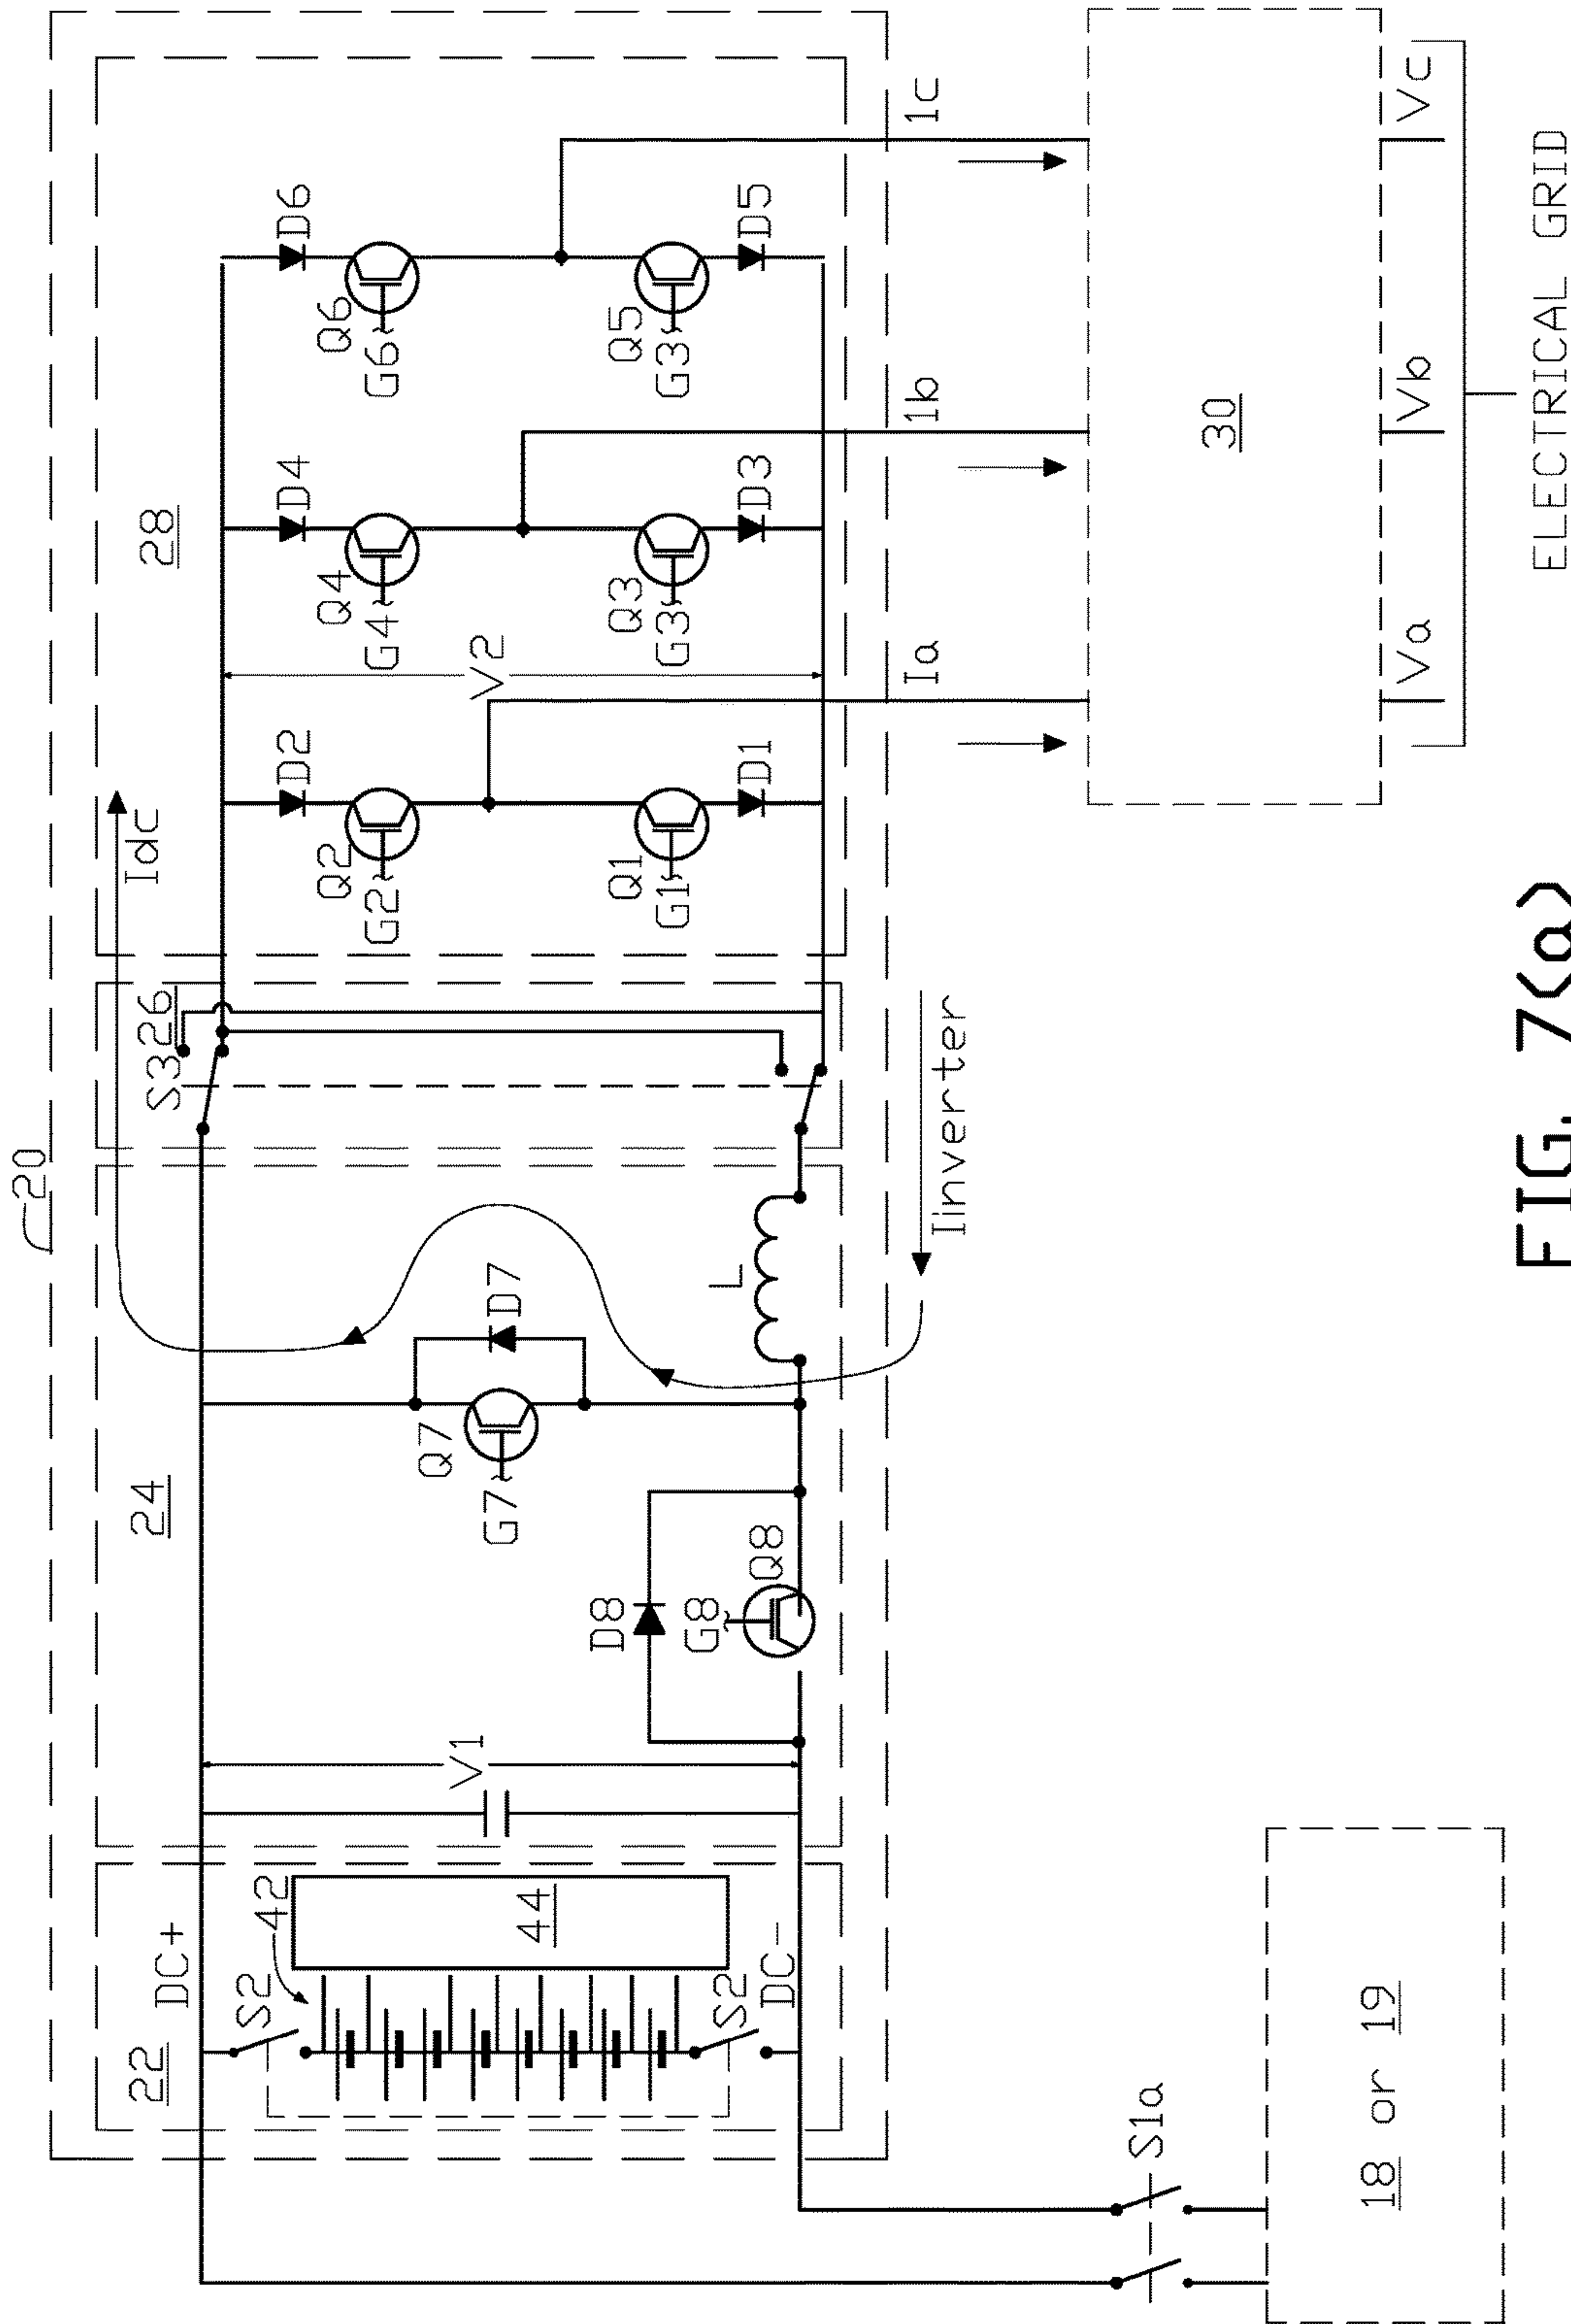 20
22
DC+
24
S3
26
Idc
28
S2
42
D2
D4
D6
Q2
Q4
Q6
G2
G4
G6
Q7
V1
V2
G7
D7
44
D8
Q1
Q3
Q5
G1
G3
G3
G8
S2
L
D1
D3
D5
Q8
DC-
Ia
1b
1c
Iinverter
S1a
30
18 or 19
Va
Vb
Vc
ELECTRICAL GRID
FIG. 7(a)